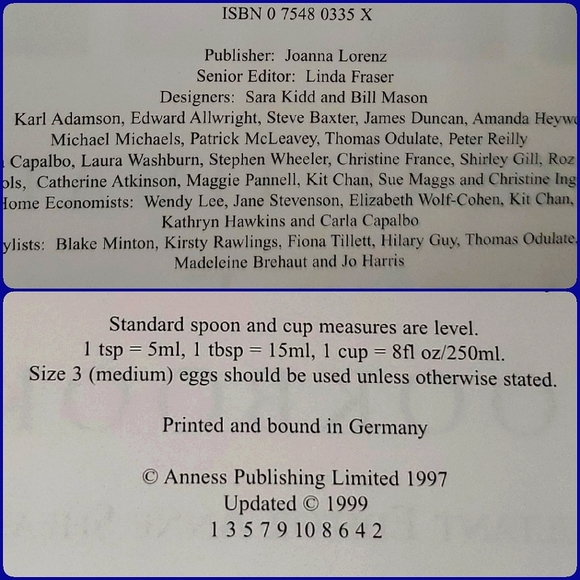 ISBN 0 7548 0335 X
Publisher: Joanna Lorenz
Senior Editor: Linda Fraser
Designers: Sara Kidd and Bill Mason
Karl Adamson, Edward Allwright, Steve Baxter, James Duncan, Amanda
Michael Michaels, Patrick McLeavey, Thomas Odulate, Peter Reilly
Capalbo, Laura Washburn, Stephen Wheeler, Christine France, Shirley Gill, Roz
Catherine Atkinson, Maggie Pannell, Kit Chan, Sue Maggs and Christine
Home Economists: Wendy Lee, Jane Stevenson, Elizabeth Wolf-Cohen, Kit Chan,
Kathryn Hawkins and Carla Capalbo
Blake Minton, Kirsty Rawlings, Fiona Tillett, Hilary Guy, Thomas Odulate,
Madeleine Brehaut and Jo Harris
Standard spoon and cup measures are level.
1 tsp = 5ml, 1 tbsp = 15ml, 1 cup = 8fl oz/250ml.
Size 3 (medium) eggs should be used unless otherwise stated.
Printed and bound in Germany
© Anness Publishing Limited 1997
Updated © 1999
1 3 5 7 9 10 8 6 4 2